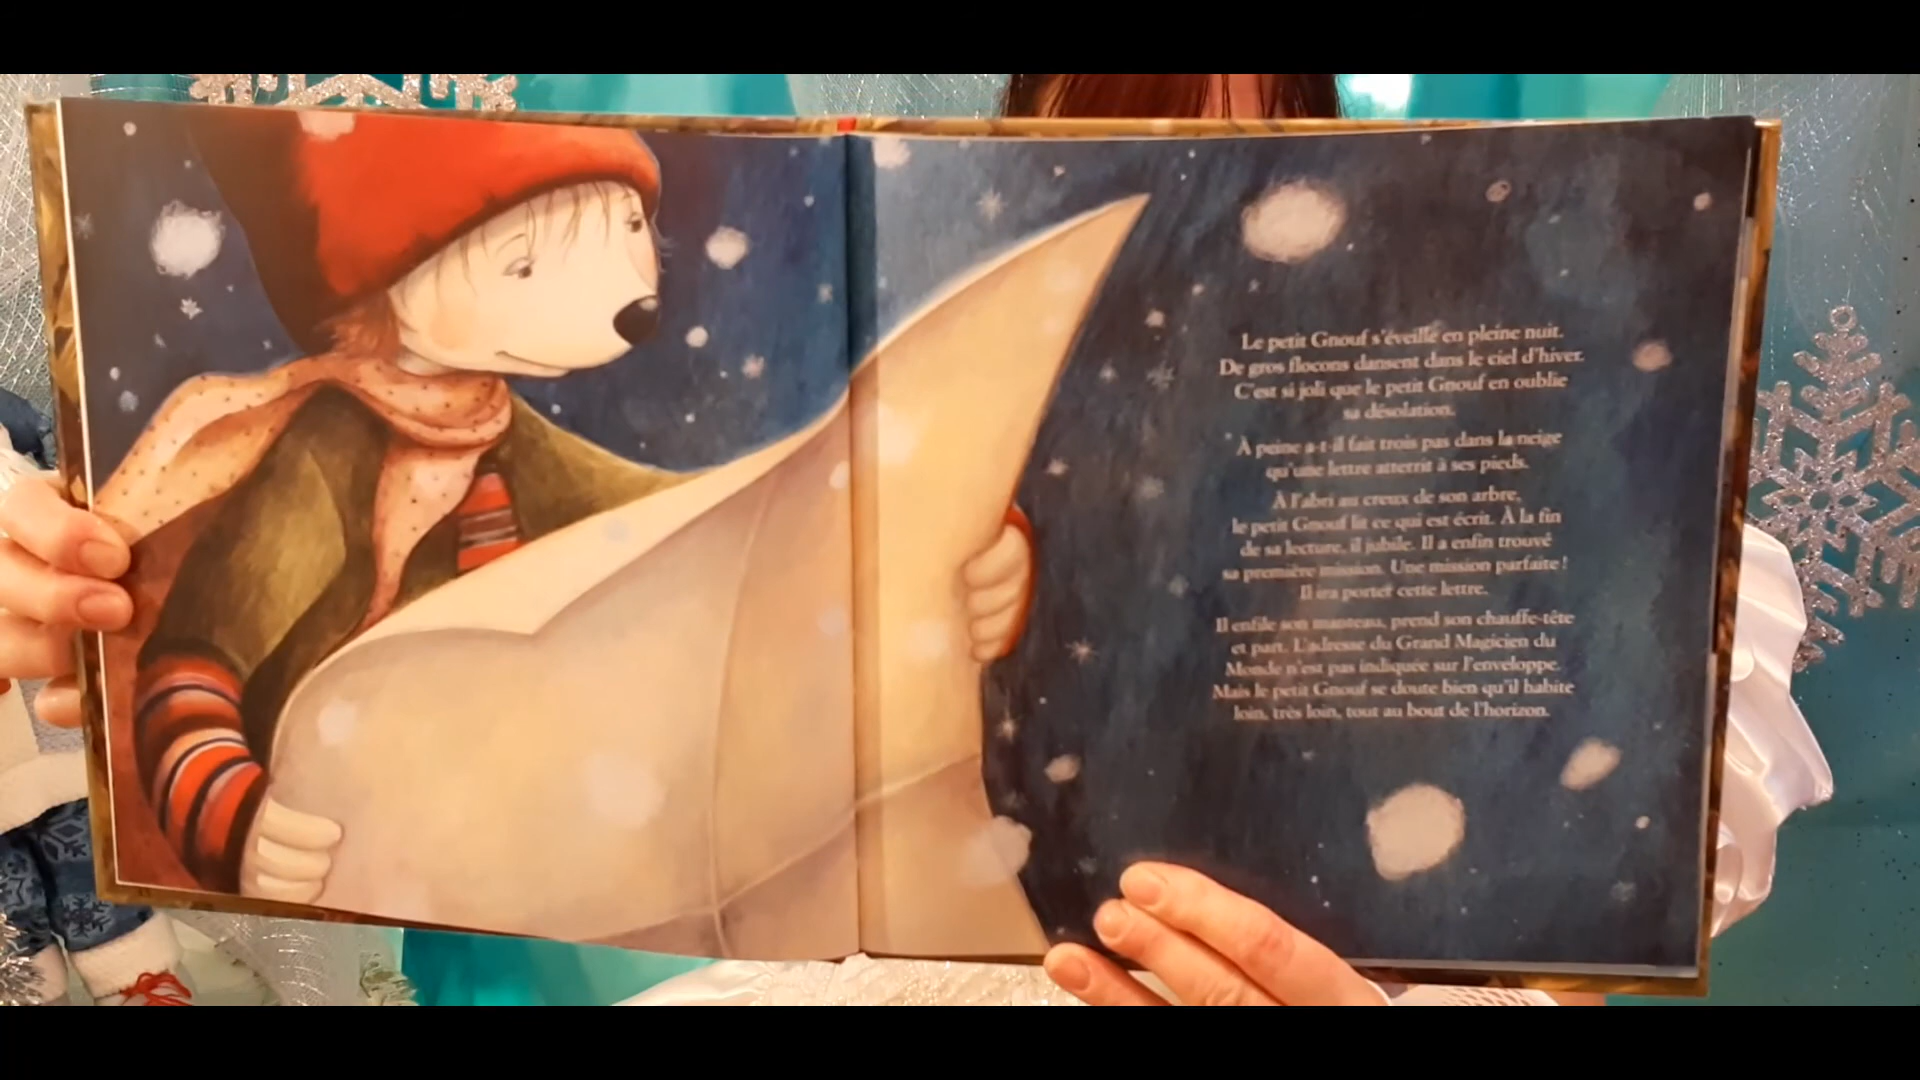 Le petit Gnouf s'éveille en pleine nuit.
De gros flocons dansent dans le ciel d'hiver.
C'est si joli que le petit Gnouf en oublie
sa désolation.
À peine a-t-il fait trois pas dans la neige
qu'une lettre atterrit à ses pieds.
À l'abri au creux de son arbre,
le petit Gnouf lit ce qui est écrit. À la fin
de sa lecture, il jubile. Il a enfin trouvé
sa première mission. Une mission parfaite !
Il ira porter cette lettre.
Il enfile son manteau, prend son chauffe-tête
et part. L'adresse du Grand Magicien du
Monde n'est pas indiquée sur l'enveloppe.
Mais le petit Gnouf se doute bien qu'il habite
loin, très loin, tout au bout de l'horizon.